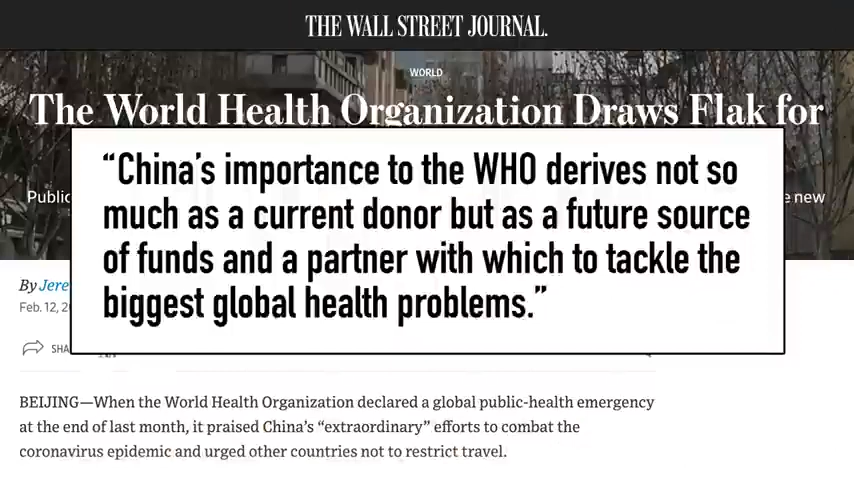 THE WALL STREET JOURNAL.
WORLD
The World Health Organization Draws Flak for
Public
e new
“China’s importance to the WHO derives not so
much as a current donor but as a future source
of funds and a partner with which to tackle the
biggest global health problems.”
By Jere
Feb. 12, 2
SHA
BEIJING—When the World Health Organization declared a global public-health emergency
at the end of last month, it praised China’s “extraordinary” efforts to combat the
coronavirus epidemic and urged other countries not to restrict travel.